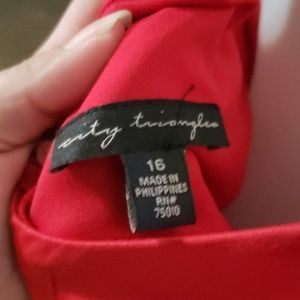 city triangles
16
MADE IN
PHILIPPINES
RN#
75010